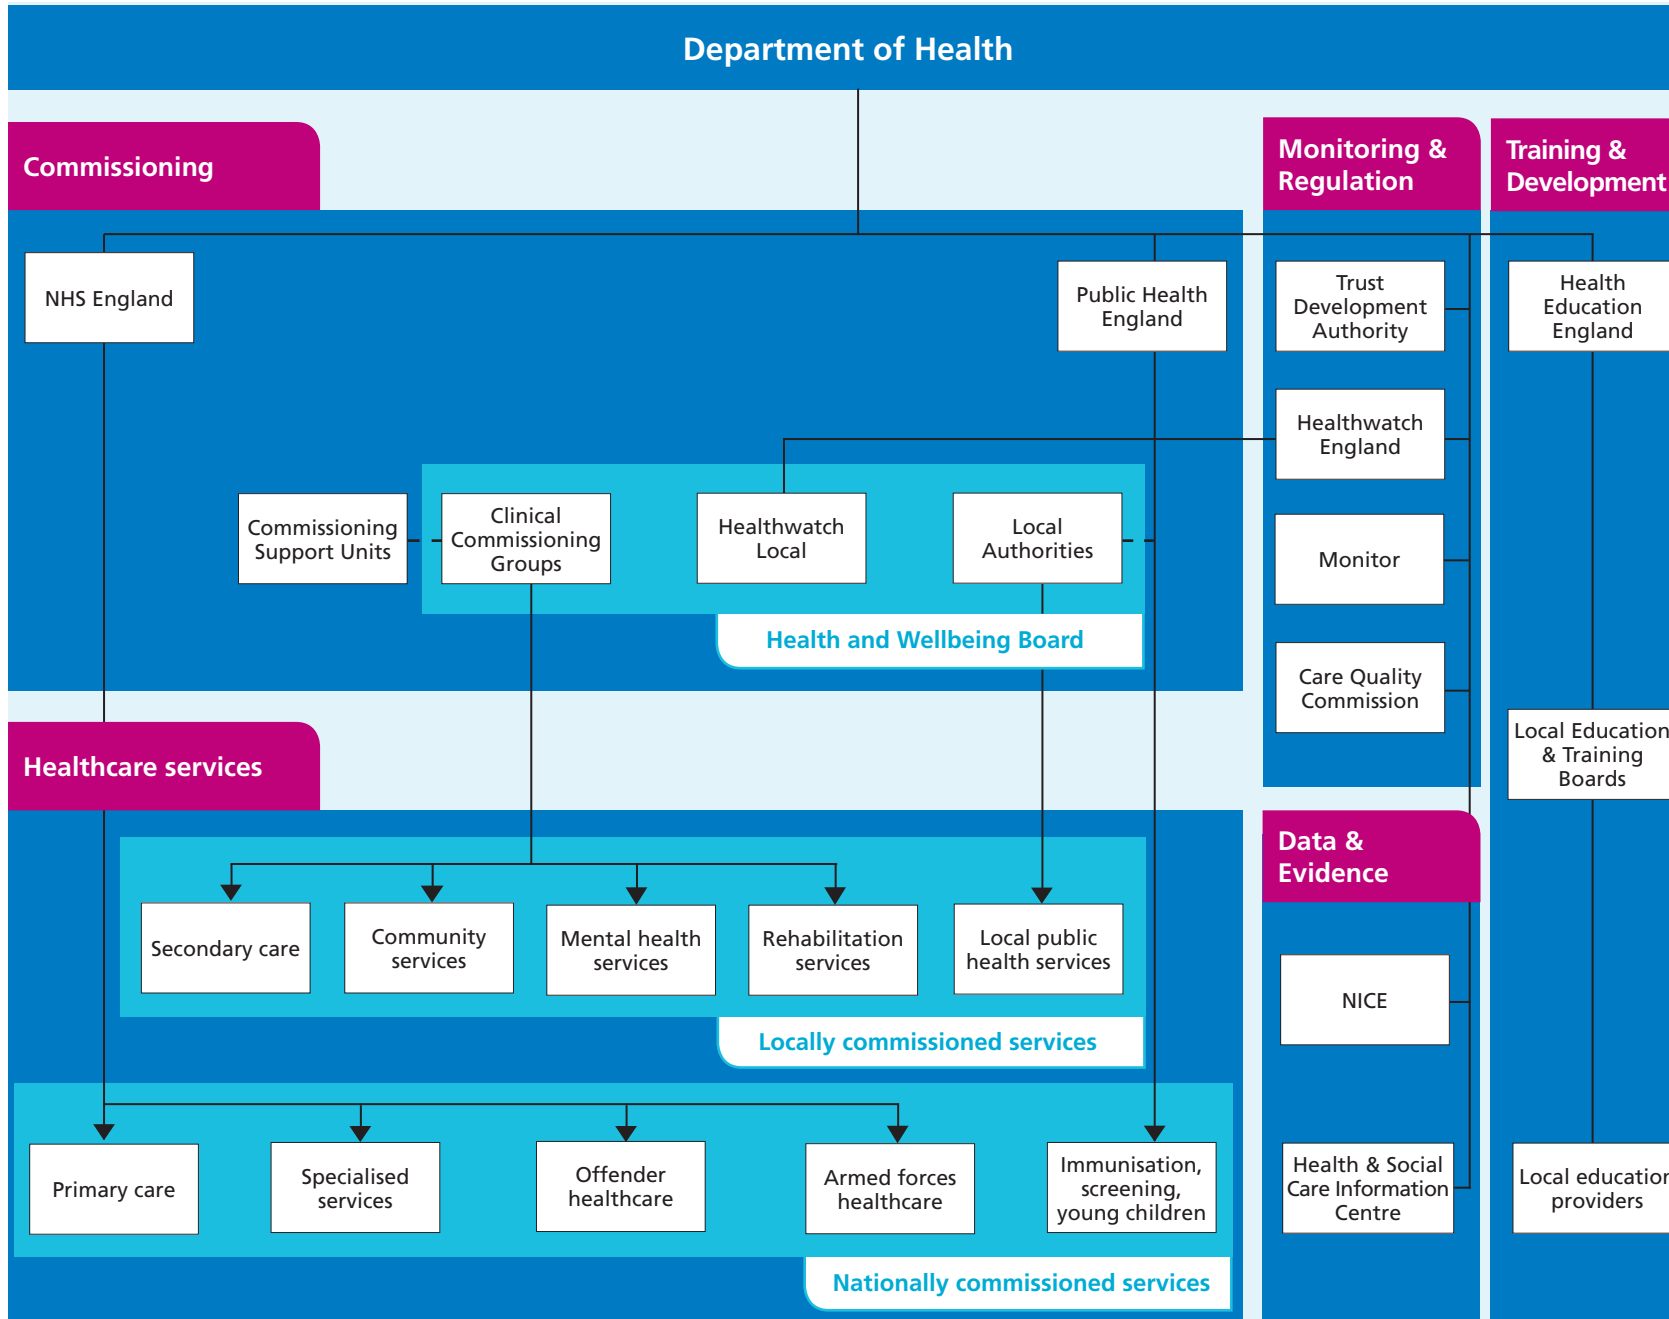 Department of Health
Commissioning
Monitoring &
Regulation
Training &
Development
NHS England
Public Health
England
Trust
Development
Authority
Health
Education
England
Healthwatch
England
Commissioning
Support Units
Clinical
Commissioning
Groups
Healthwatch
Local
Local
Authorities
Monitor
Health and Wellbeing Board
Care Quality
Commission
Local Education
& Training
Boards
Healthcare services
Data &
Evidence
Secondary care
Community
services
Mental health
services
Rehabilitation
services
Local public
health services
NICE
Locally commissioned services
Primary care
Specialised
services
Offender
healthcare
Armed forces
healthcare
Immunisation,
screening,
young children
Health & Social
Care Information
Centre
Local education
providers
Nationally commissioned services